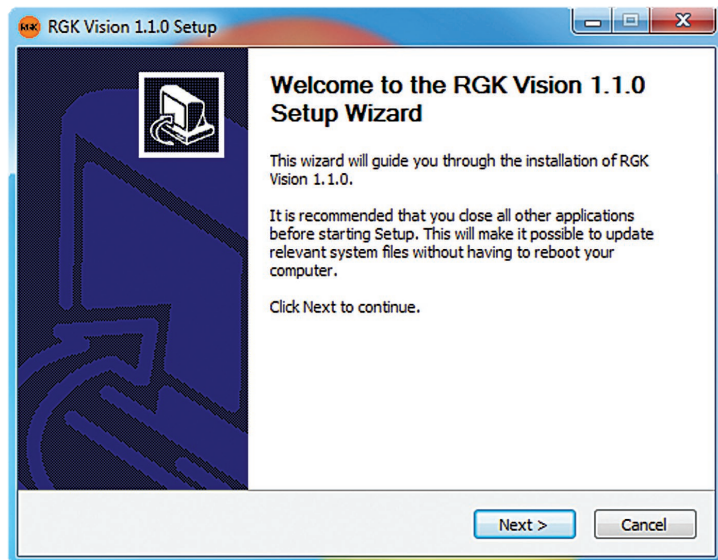 RGK RGK Vision 1.1.0 Setup
Welcome to the RGK Vision 1.1.0
Setup Wizard
This wizard will guide you through the installation of RGK
Vision 1.1.0.
It is recommended that you close all other applications
before starting Setup. This will make it possible to update
relevant system files without having to reboot your
computer.
Click Next to continue.
Next > Cancel